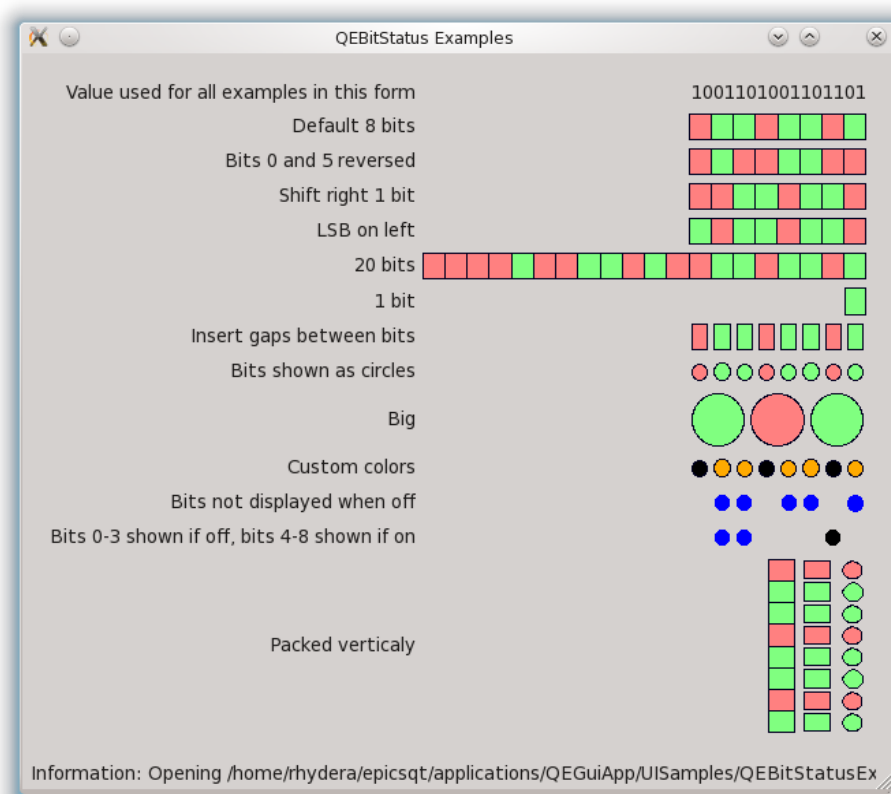 QEBitStatus Examples
Value used for all examples in this form 1001101001101101
Default 8 bits
Bits 0 and 5 reversed
Shift right 1 bit
LSB on left
20 bits
1 bit
Insert gaps between bits
Bits shown as circles
Big
Custom colors
Bits not displayed when off
Bits 0-3 shown if off, bits 4-8 shown if on
Packed verticaly
Information: Opening /home/rhydera/epicsqt/applications/QEGuiApp/UISamples/QEBitStatusEx